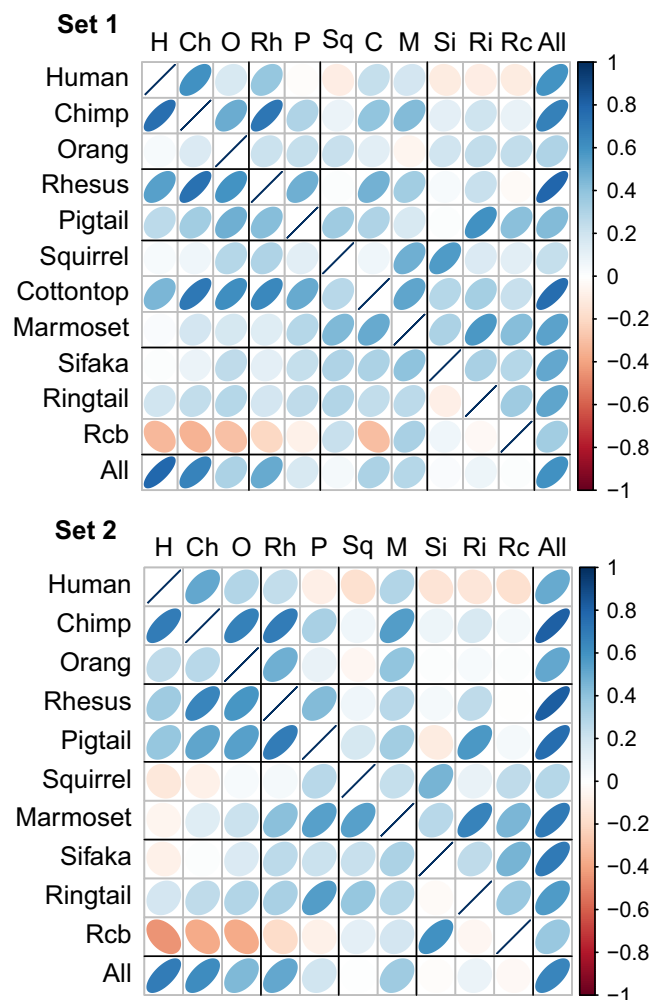 Set 1
H Ch O Rh P Sq C M Si Ri Rc All
Human
Chimp
Orang
Rhesus
Pigtail
Squirrel
Cottontop
Marmoset
Sifaka
Ringtail
Rcb
All
1
0.8
0.6
0.4
0.2
0
−0.2
−0.4
−0.6
−0.8
−1
Set 2
H Ch O Rh P Sq M Si Ri Rc All
Human
Chimp
Orang
Rhesus
Pigtail
Squirrel
Marmoset
Sifaka
Ringtail
Rcb
All
1
0.8
0.6
0.4
0.2
0
−0.2
−0.4
−0.6
−0.8
−1